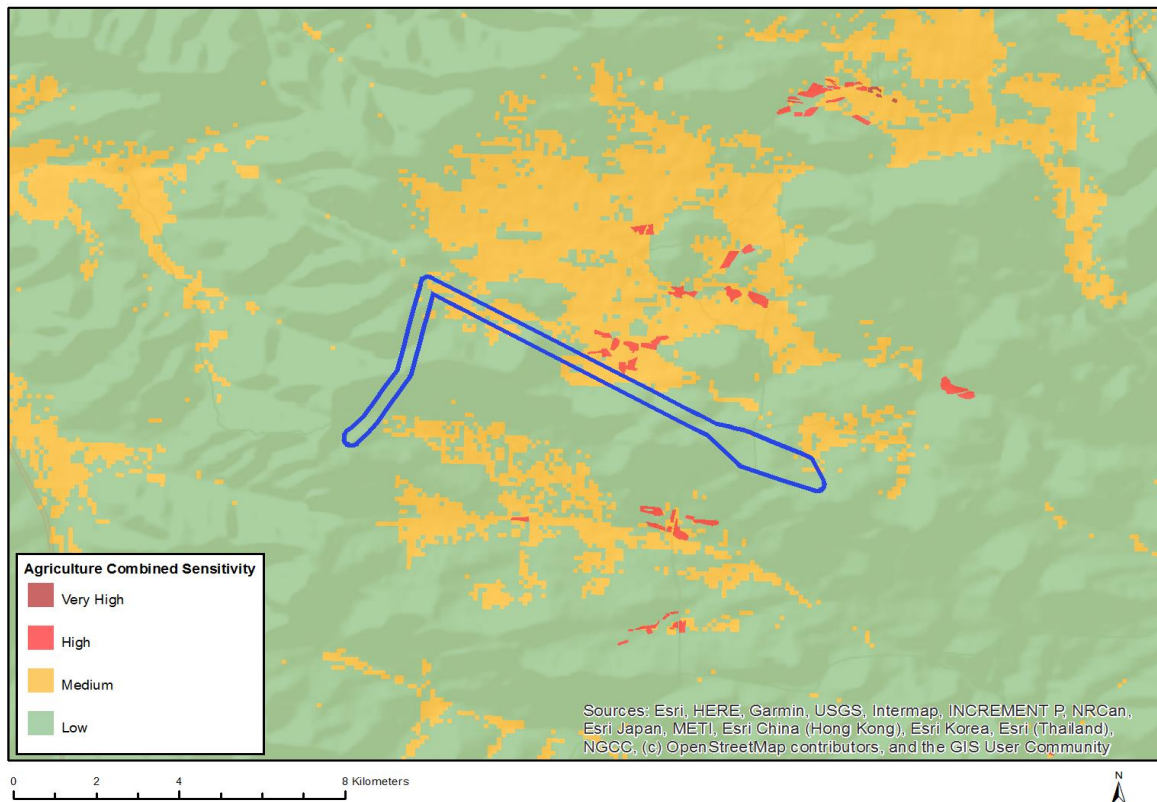 Agriculture Combined Sensitivity
Very High
High
Medium
Low
Sources: Esri, HERE, Garmin, USGS, Intermap, INCREMENT P, NRCan,
Esri Japan, METI, Esri China (Hong Kong), Esri Korea, Esri (Thailand),
NGCC, (c) OpenStreetMap contributors, and the GIS User Community
0 2 4 8 Kilometers
N